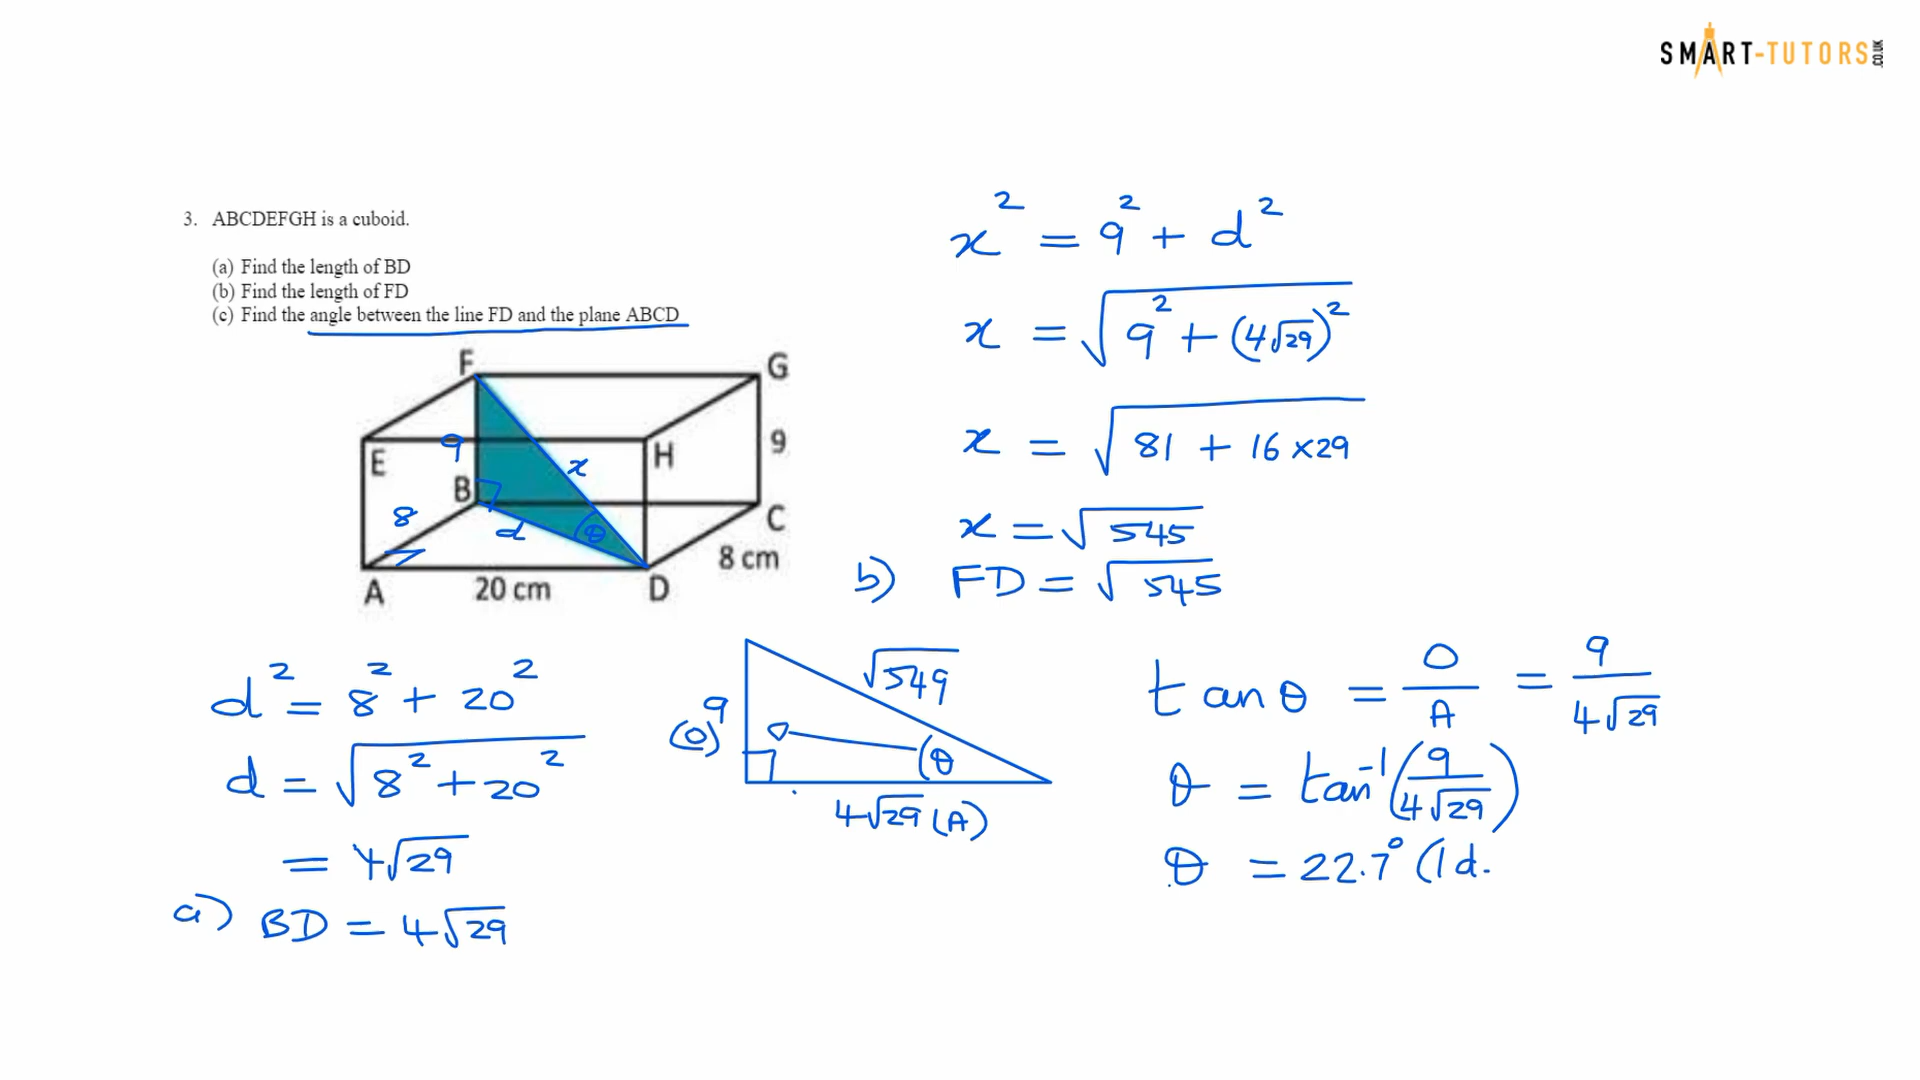 SMART-TUTORS.CO.UK
3. ABCDEFGH is a cuboid.
(a) Find the length of BD
(b) Find the length of FD
(c) Find the angle between the line FD and the plane ABCD
F
G
E
9
H
x
9
B
8
d
θ
C
A
20 cm
D
8 cm
x² = 9² + d²
x = √(9² + (4√29)²)
x = √(81 + 16 × 29)
x = √545
b) FD = √545
d² = 8² + 20²
d = √(8² + 20²)
= 4√29
a) BD = 4√29
√549
9
(O)
θ
4√29 (A)
tan θ = O/A = 9/(4√29)
θ = tan⁻¹(9/(4√29))
θ = 22.7° (1d.